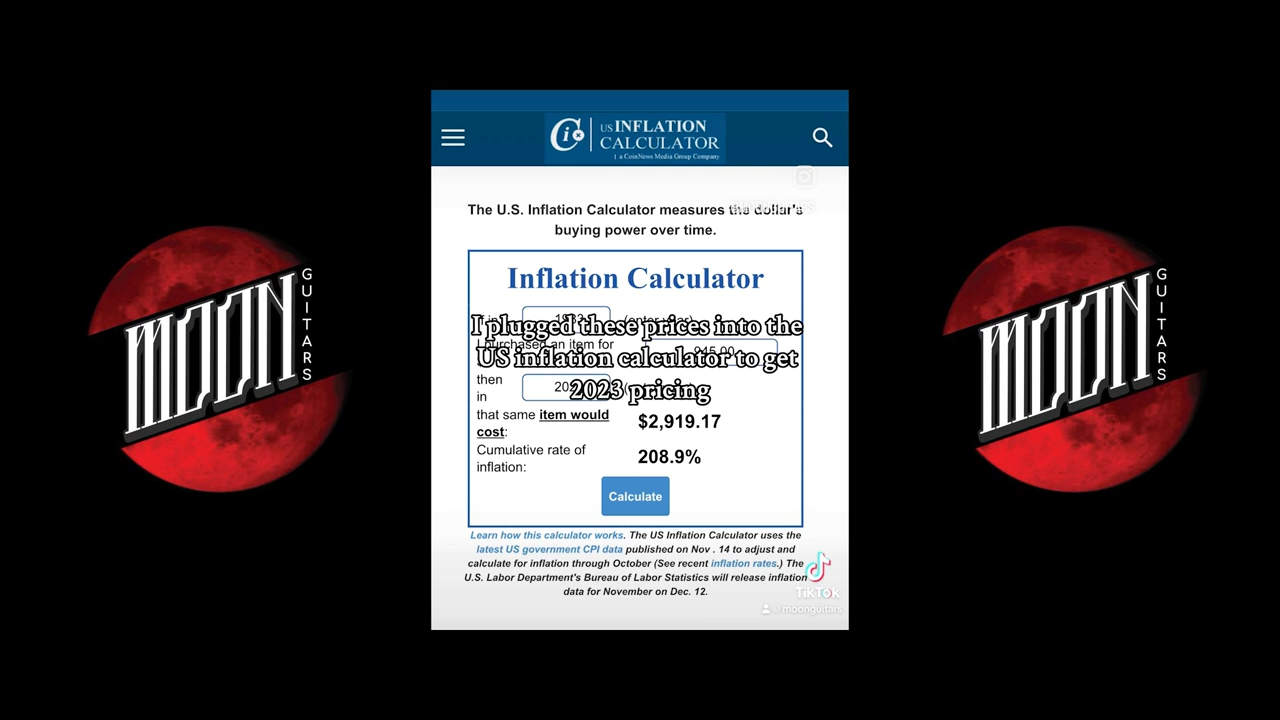 MOON
GUITARS
US INFLATION
CALCULATOR
a CoinNews Media Group Company
The U.S. Inflation Calculator measures the dollar's
buying power over time.
Inflation Calculator
I plugged these prices into the
US inflation calculator to get
2023 pricing
I purchased an item for
then
in
that same item would
cost:
$2,919.17
Cumulative rate of
inflation:
208.9%
Calculate
Learn how this calculator works. The US Inflation Calculator uses the
latest US government CPI data published on Nov . 14 to adjust and
calculate for inflation through October (See recent inflation rates.) The
U.S. Labor Department's Bureau of Labor Statistics will release inflation
data for November on Dec. 12.
TikTok
@moonguitars
MOON
GUITARS